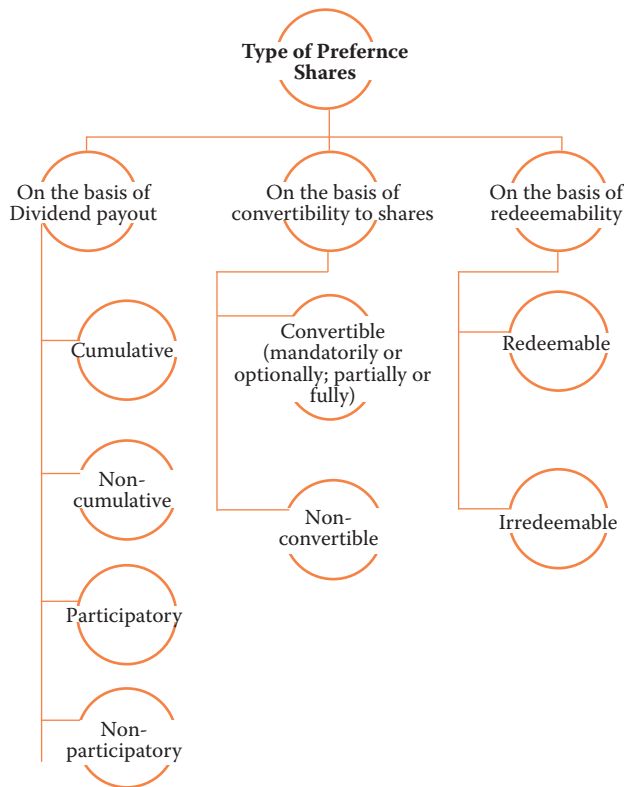 Type of Prefernce
Shares
On the basis of
Dividend payout
Cumulative
Non-
cumulative
Participatory
Non-
participatory
On the basis of
convertibility to shares
Convertible
(mandatorily or
optionally; partially or
fully)
Non-
convertible
On the basis of
redeeemability
Redeemable
Irredeemable